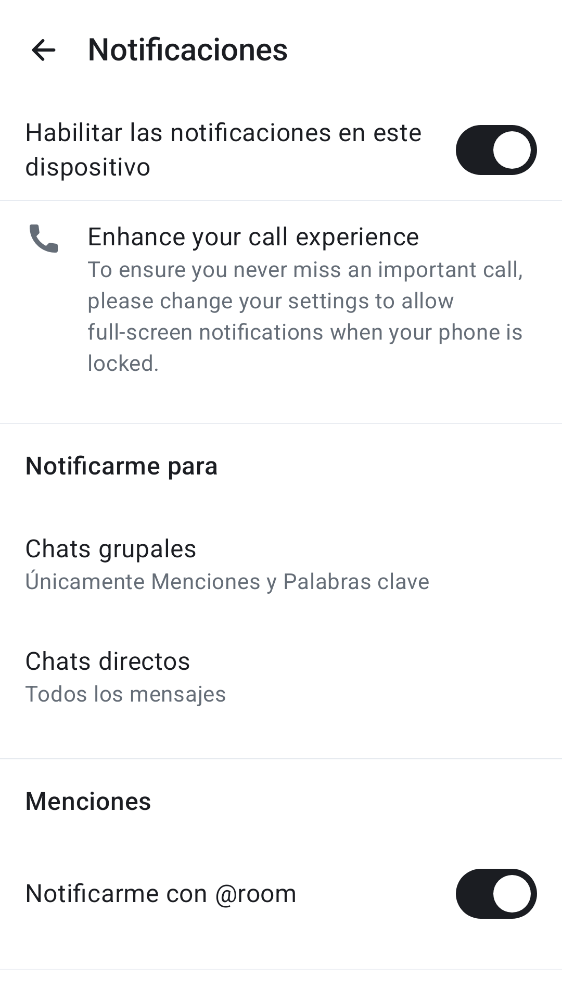 Notificaciones
Habilitar las notificaciones en este
dispositivo
Enhance your call experience
To ensure you never miss an important call,
please change your settings to allow
full-screen notifications when your phone is
locked.
Notificarme para
Chats grupales
Únicamente Menciones y Palabras clave
Chats directos
Todos los mensajes
Menciones
Notificarme con @room